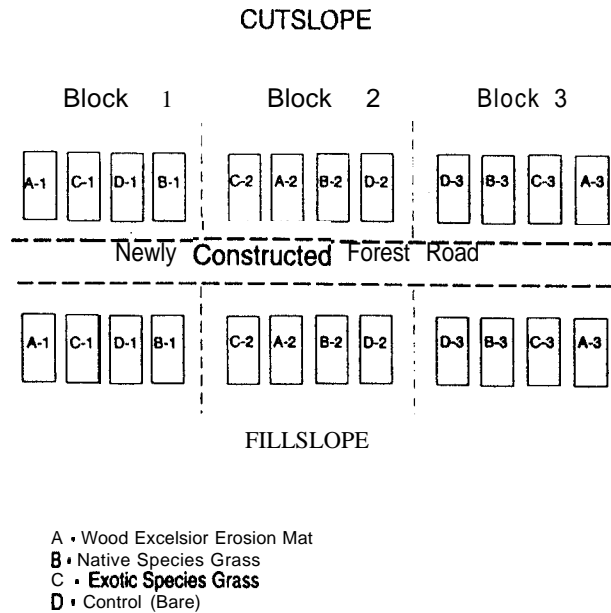 CUTSLOPE
Block 1 Block 2 Block 3
A-1 C-1 D-1 B-1 C-2 A-2 B-2 D-2 D-3 B-3 C-3 A-3
Newly Constructed Forest Road
A-1 C-1 D-1 B-1 C-2 A-2 B-2 D-2 D-3 B-3 C-3 A-3
FILLSLOPE
A • Wood Excelsior Erosion Mat
B • Native Species Grass
C • Exotic Species Grass
D • Control (Bare)